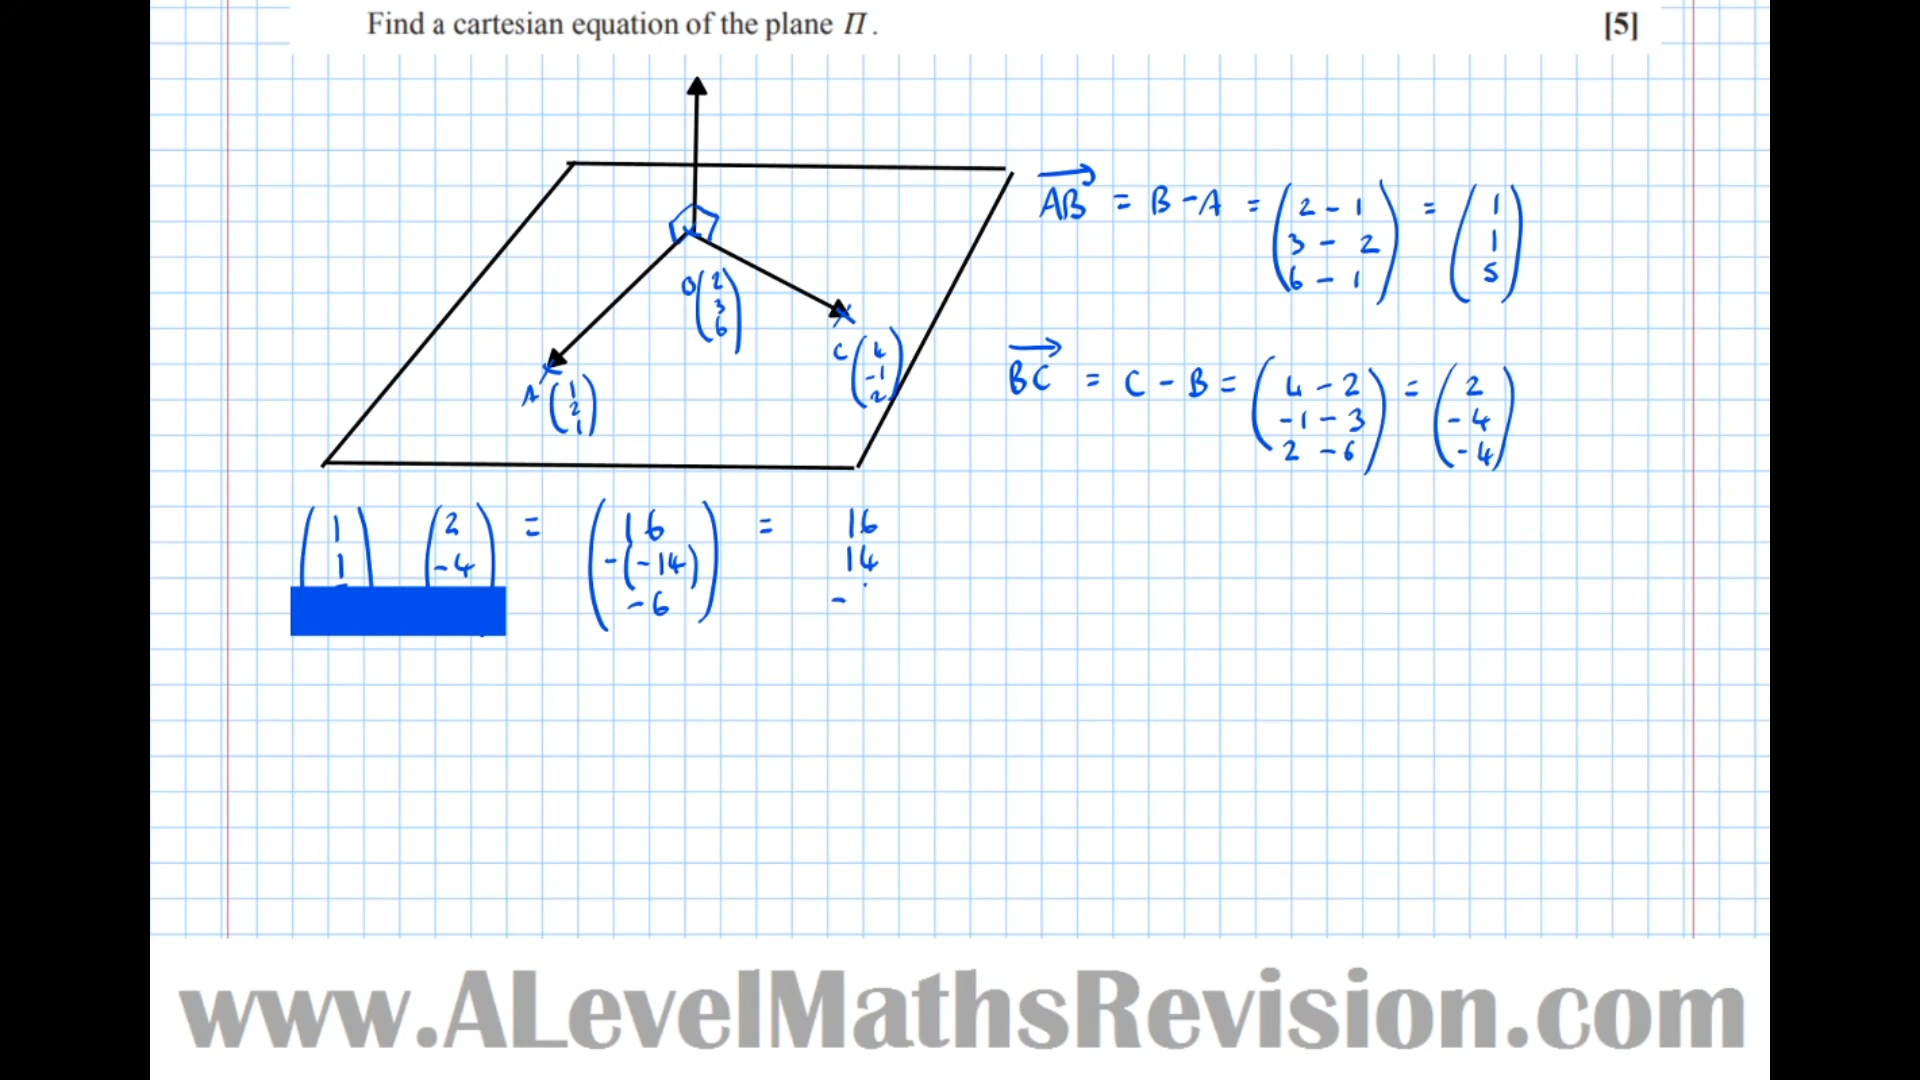 Find a cartesian equation of the plane Π. [5]
AB = B - A = (2 - 1) = (1)
3 - 2 1
6 - 1 5
B (2)
3
6
C (4)
-1
2
A (1)
2
1
BC = C - B = (4 - 2) = (2)
-1 - 3 -4
2 - 6 -4
(1) (2) = (16) = 16
1 -4 -(-14) 14
-6 -
www.ALevelMathsRevision.com